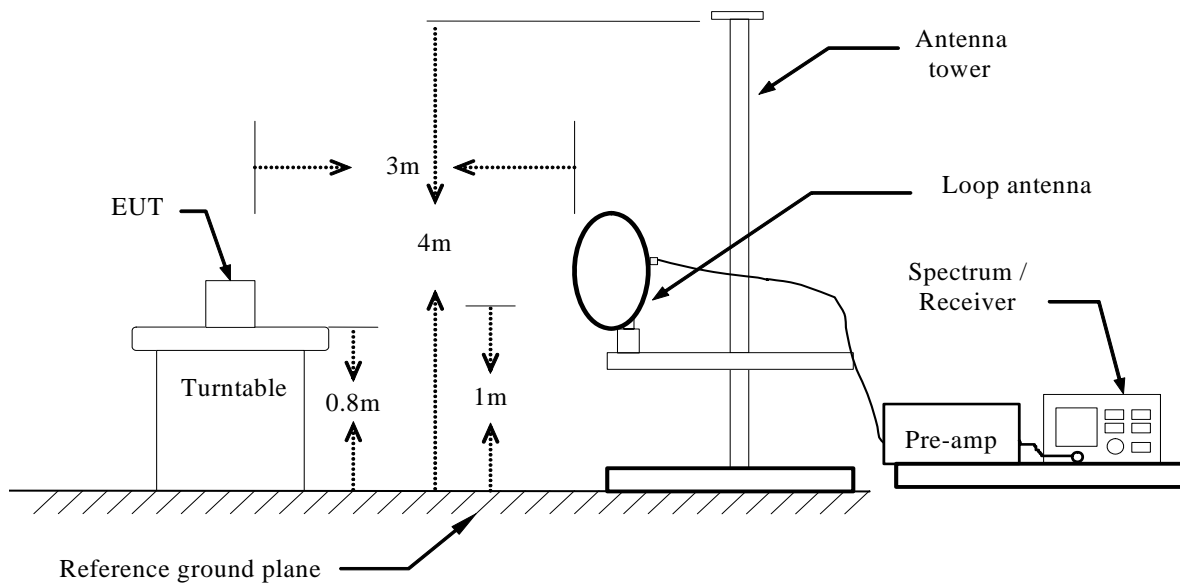 Antenna
tower
3m
Loop antenna
EUT
4m
Spectrum /
Receiver
Turntable
0.8m
1m
Pre-amp
Reference ground plane